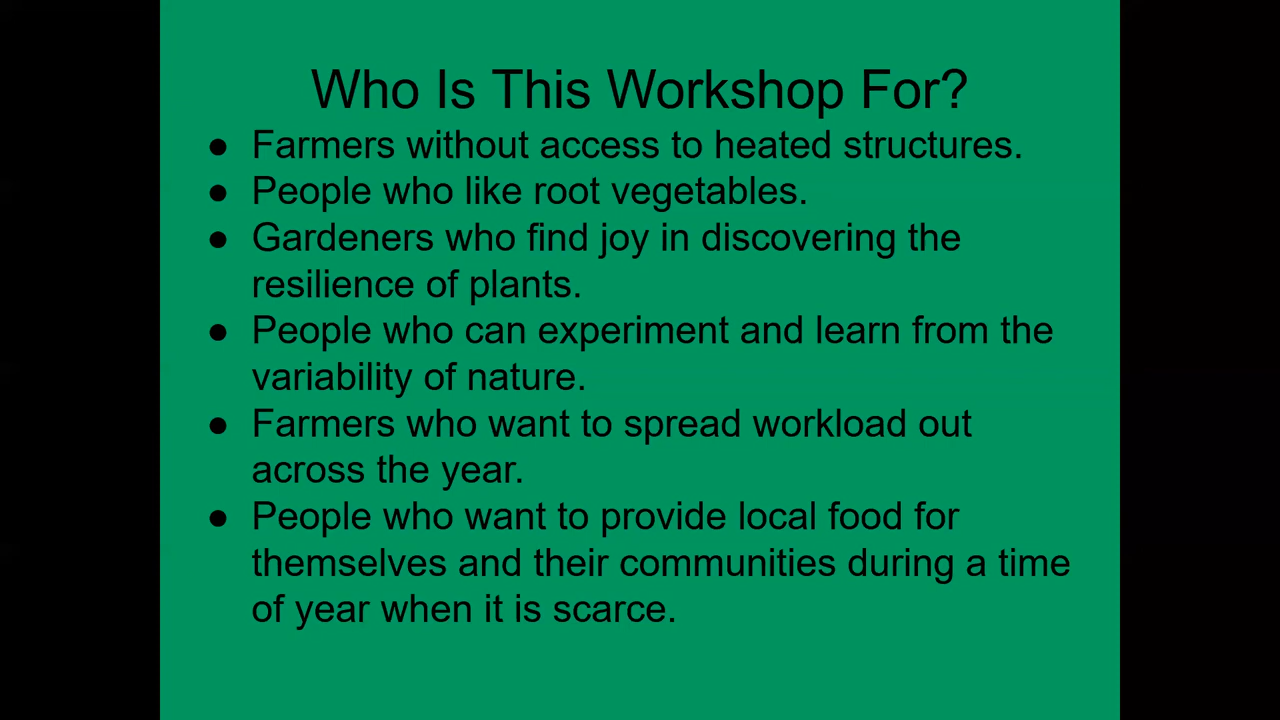 Who Is This Workshop For?
● Farmers without access to heated structures.
● People who like root vegetables.
● Gardeners who find joy in discovering the
resilience of plants.
● People who can experiment and learn from the
variability of nature.
● Farmers who want to spread workload out
across the year.
● People who want to provide local food for
themselves and their communities during a time
of year when it is scarce.